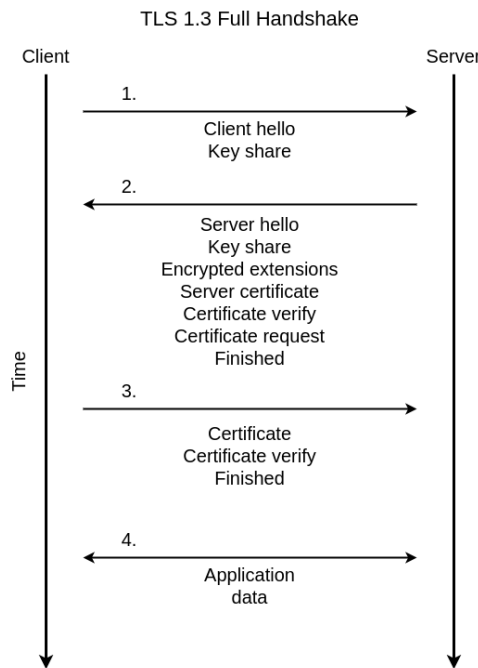 TLS 1.3 Full Handshake
Client
Server
1.
Client hello
Key share
2.
Server hello
Key share
Encrypted extensions
Server certificate
Certificate verify
Certificate request
Finished
Time
3.
Certificate
Certificate verify
Finished
4.
Application
data